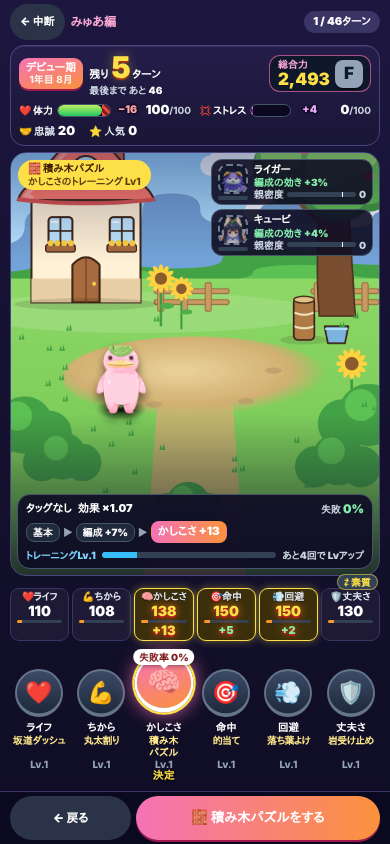 ← 中断
みゅあ編
1 / 46ターン
デビュー期
1年目 8月
残り 5 ターン
最後まで あと 46
総合力
2,493
F
❤️体力 -16 100/100
💢ストレス +4 0/100
🤝忠誠 20
⭐人気 0
🧱 積み木パズル
かしこさのトレーニング Lv1
ライガー
編成の効き +3%
親密度 0
キュービ
編成の効き +4%
親密度 0
タッグなし 効果 ×1.07
失敗 0%
基本 ▶ 編成 +7% ▶ かしこさ +13
トレーニングLv.1
あと4回でLvアップ
素質
❤️ライフ
110
💪ちから
108
🧠かしこさ
138
+13
🎯命中
150
+5
💨回避
150
+2
🛡️丈夫さ
130
失敗率 0%
ライフ
坂道ダッシュ
Lv.1
ちから
丸太割り
Lv.1
かしこさ
積み木
パズル
Lv.1
決定
命中
的当て
Lv.1
回避
落ち葉よけ
Lv.1
丈夫さ
岩受け止め
Lv.1
← 戻る
🧱 積み木パズルをする